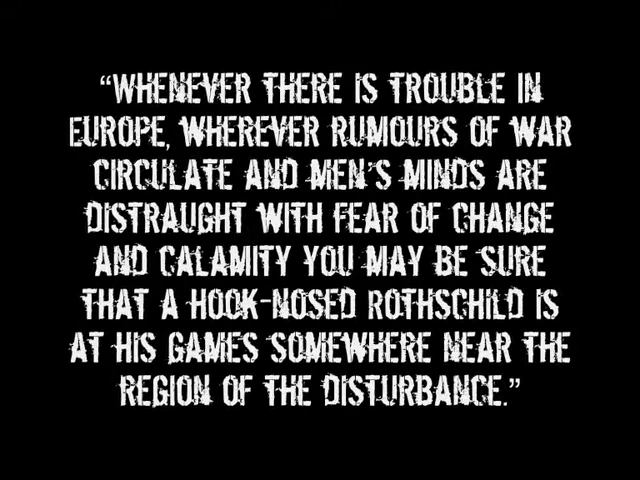 “WHENEVER THERE IS TROUBLE IN
EUROPE, WHEREVER RUMOURS OF WAR
CIRCULATE AND MEN’S MINDS ARE
DISTRAUGHT WITH FEAR OF CHANGE
AND CALAMITY YOU MAY BE SURE
THAT A HOOK-NOSED ROTHSCHILD IS
AT HIS GAMES SOMEWHERE NEAR THE
REGION OF THE DISTURBANCE.”